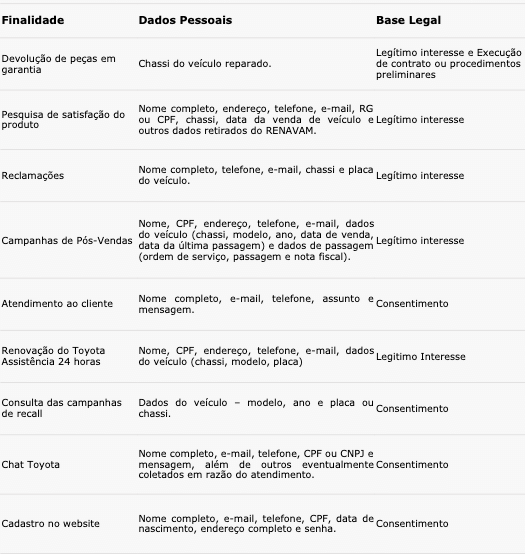 Finalidade Dados Pessoais Base Legal
Devolução de peças em garantia Chassi do veículo reparado. Legítimo interesse e Execução de contrato ou procedimentos preliminares
Pesquisa de satisfação do produto Nome completo, endereço, telefone, e-mail, RG ou CPF, chassi, data da venda de veículo e outros dados retirados do RENAVAM. Legítimo interesse
Reclamações Nome completo, telefone, e-mail, chassi e placa do veículo. Legítimo interesse
Campanhas de Pós-Vendas Nome, CPF, endereço, telefone, e-mail, dados do veículo (chassi, modelo, ano, data de venda, data da última passagem) e dados de passagem (ordem de serviço, passagem e nota fiscal). Legítimo interesse
Atendimento ao cliente Nome completo, e-mail, telefone, assunto e mensagem. Consentimento
Renovação do Toyota Assistência 24 horas Nome, CPF, endereço, telefone, e-mail, dados do veículo (chassi, modelo, placa) Legitimo Interesse
Consulta das campanhas de recall Dados do veículo – modelo, ano e placa ou chassi. Consentimento
Chat Toyota Nome completo, e-mail, telefone, CPF ou CNPJ e mensagem, além de outros eventualmente coletados em razão do atendimento. Consentimento
Cadastro no website Nome completo, e-mail, telefone, CPF, data de nascimento, endereço completo e senha. Consentimento